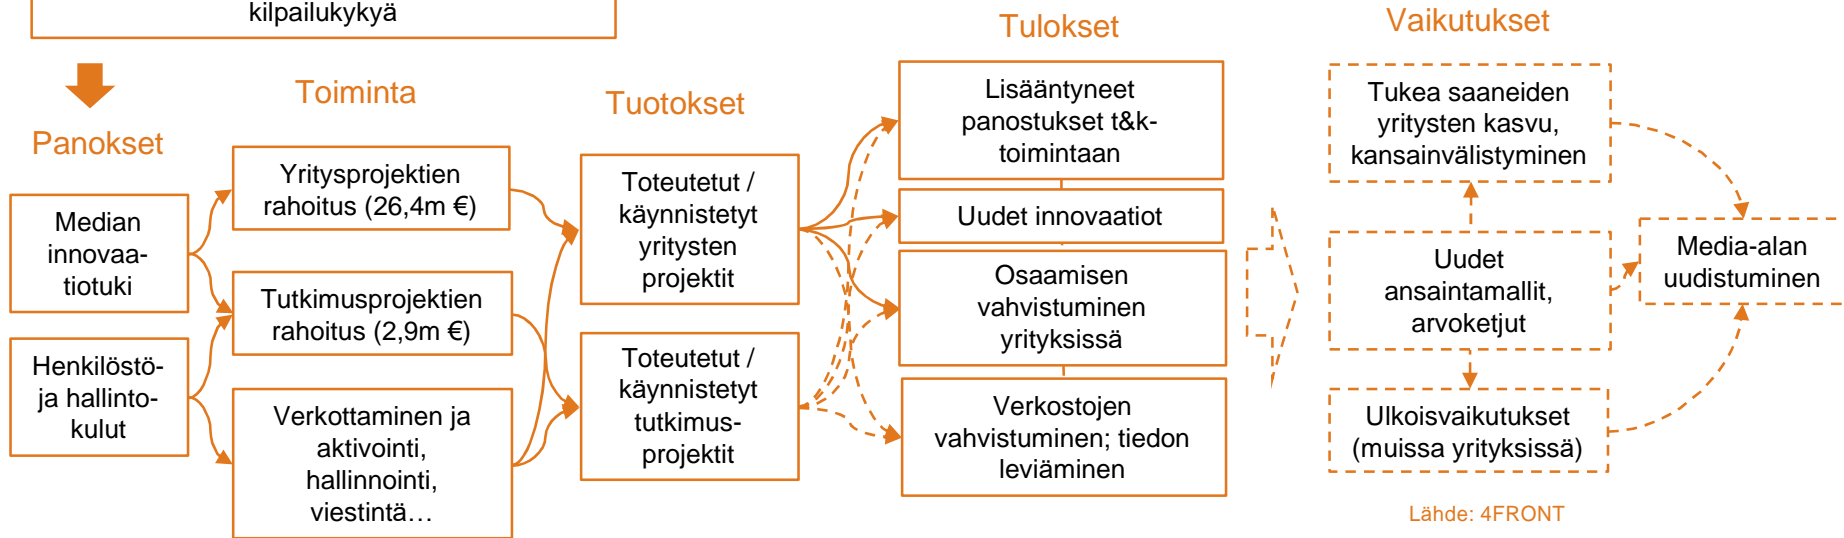 kilpailukykyä
Panokset
Median
innovaa-
tiotuki
Henkilöstö-
ja hallinto-
kulut
Toiminta
Yritysprojektien
rahoitus (26,4m €)
Tutkimusprojektien
rahoitus (2,9m €)
Verkottaminen ja
aktivointi,
hallinnointi,
viestintä…
Tuotokset
Toteutetut /
käynnistetyt
yritysten
projektit
Toteutetut /
käynnistetyt
tutkimus-
projektit
Tulokset
Lisääntyneet
panostukset t&k-
toimintaan
Uudet innovaatiot
Osaamisen
vahvistuminen
yrityksissä
Verkostojen
vahvistuminen; tiedon
leviäminen
Vaikutukset
Tukea saaneiden
yritysten kasvu,
kansainvälistyminen
Uudet
ansaintamallit,
arvoketjut
Ulkoisvaikutukset
(muissa yrityksissä)
Media-alan
uudistuminen
Lähde: 4FRONT